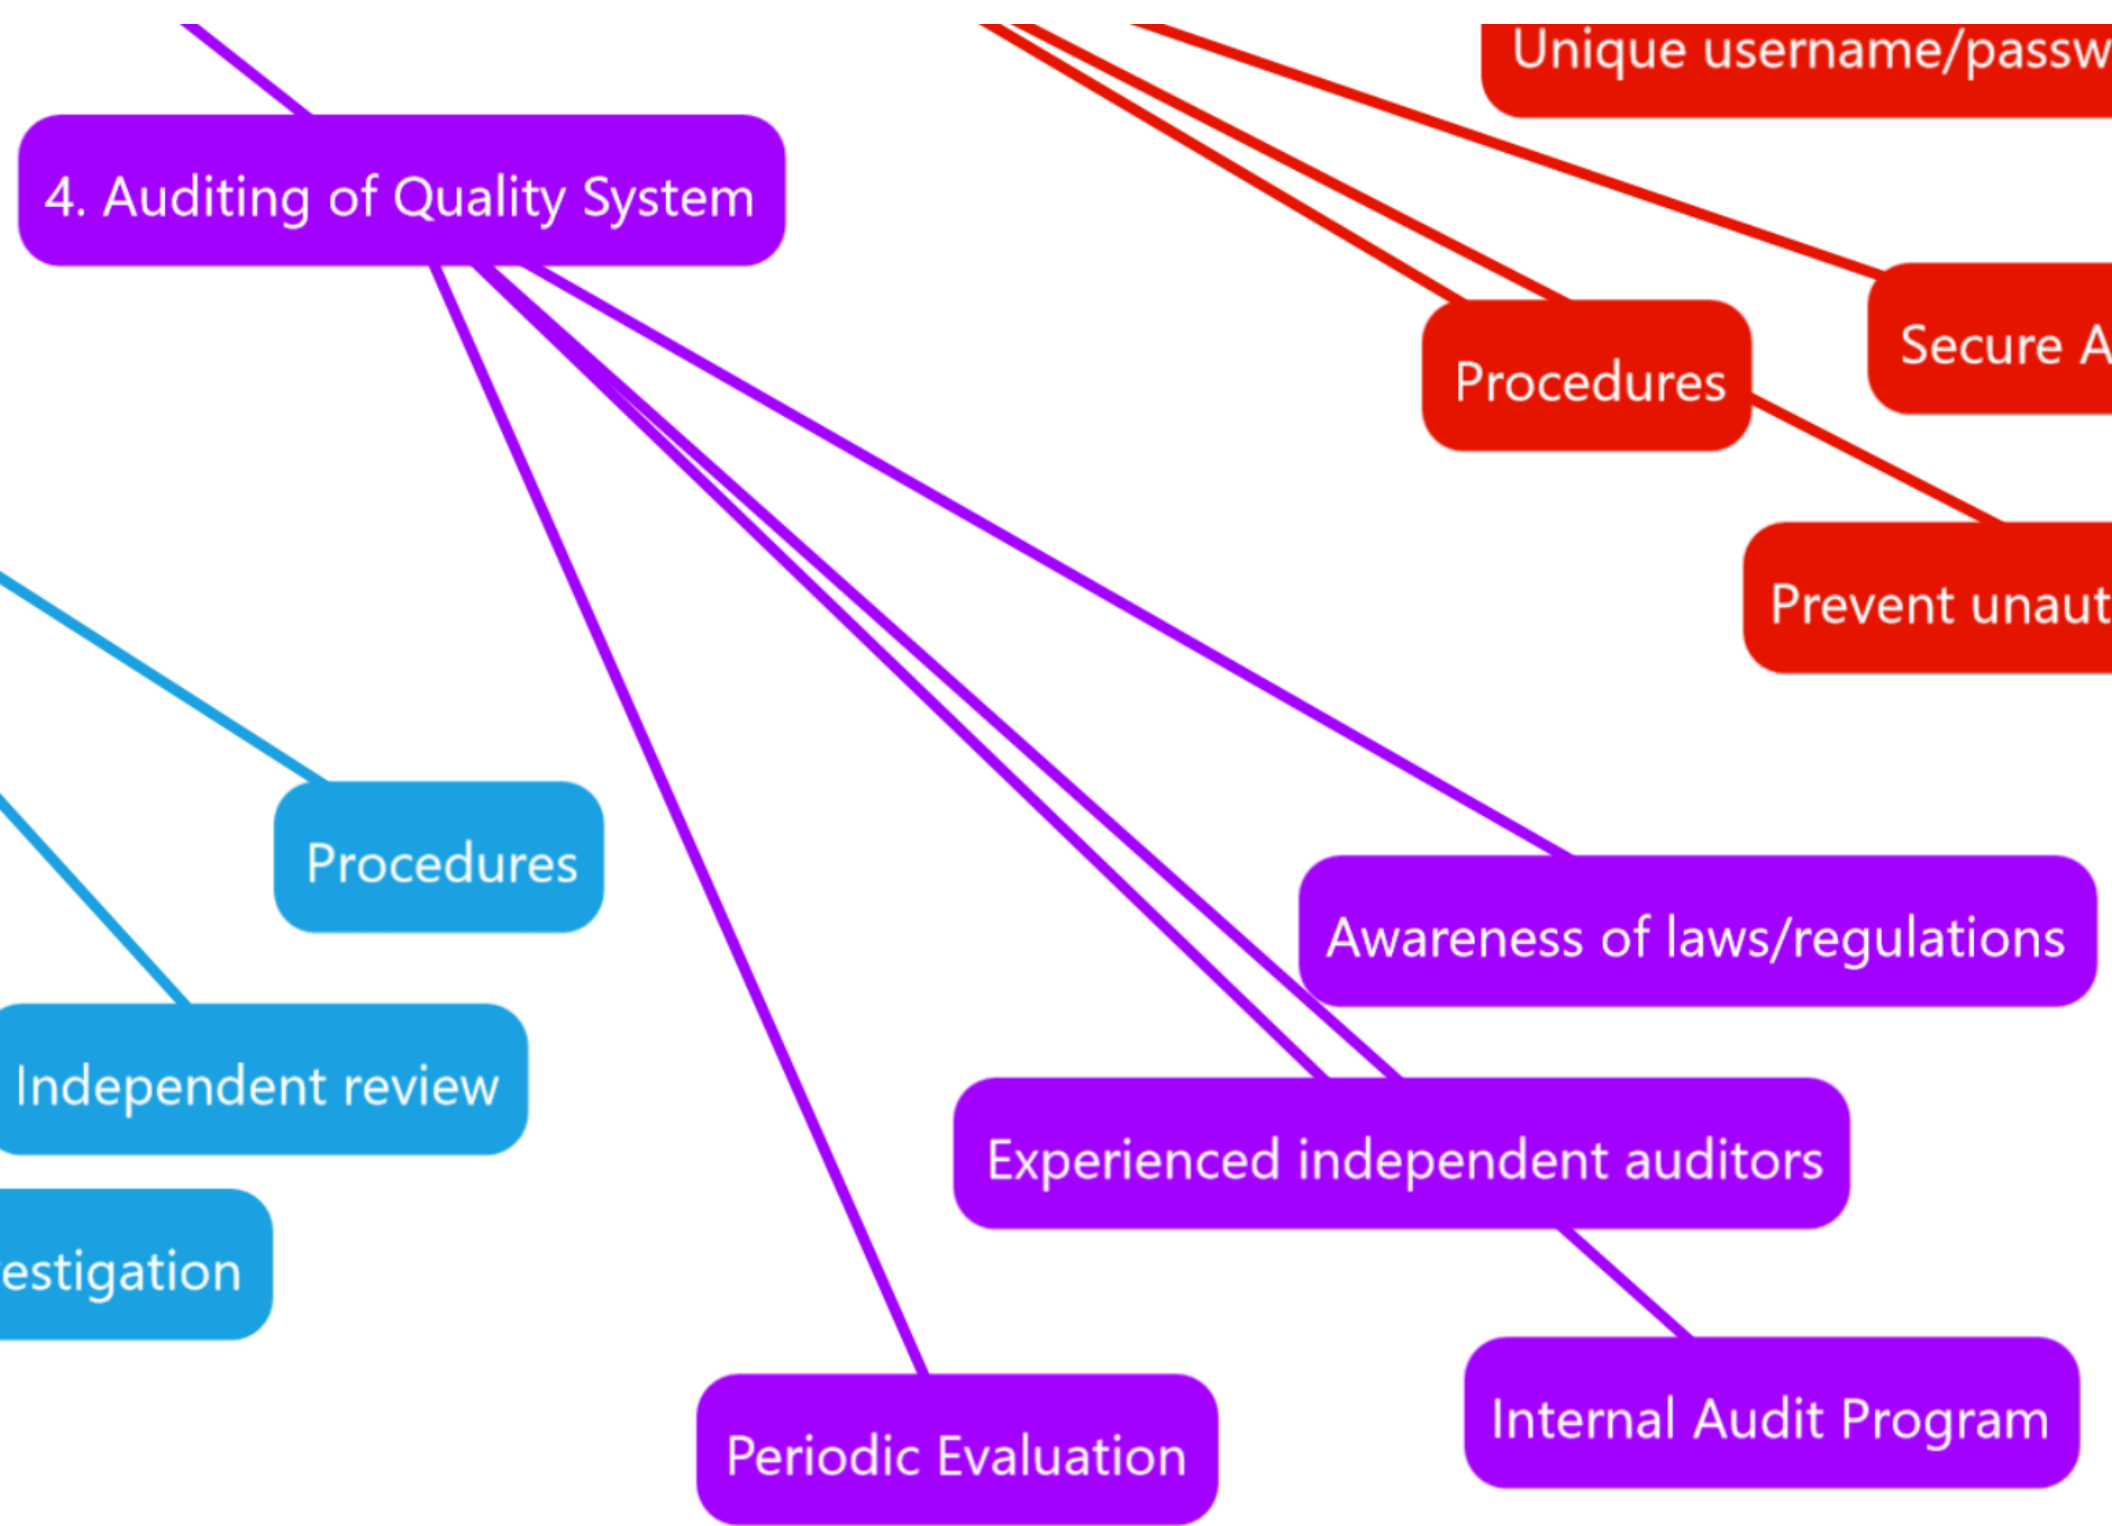 Unique username/passw
4. Auditing of Quality System
Secure A
Procedures
Prevent unaut
Procedures
Awareness of laws/regulations
Independent review
Experienced independent auditors
estigation
Internal Audit Program
Periodic Evaluation